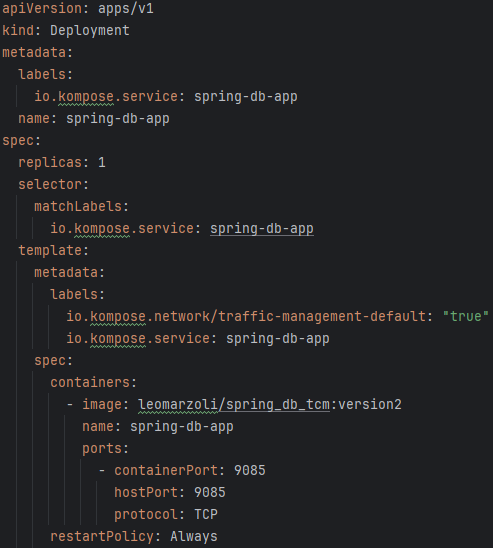 apiVersion: apps/v1
kind: Deployment
metadata:
  labels:
    io.kompose.service: spring-db-app
  name: spring-db-app
spec:
  replicas: 1
  selector:
    matchLabels:
      io.kompose.service: spring-db-app
  template:
    metadata:
      labels:
        io.kompose.network/traffic-management-default: "true"
        io.kompose.service: spring-db-app
    spec:
      containers:
        - image: leomarzoli/spring_db_tcm:version2
          name: spring-db-app
          ports:
            - containerPort: 9085
              hostPort: 9085
              protocol: TCP
      restartPolicy: Always